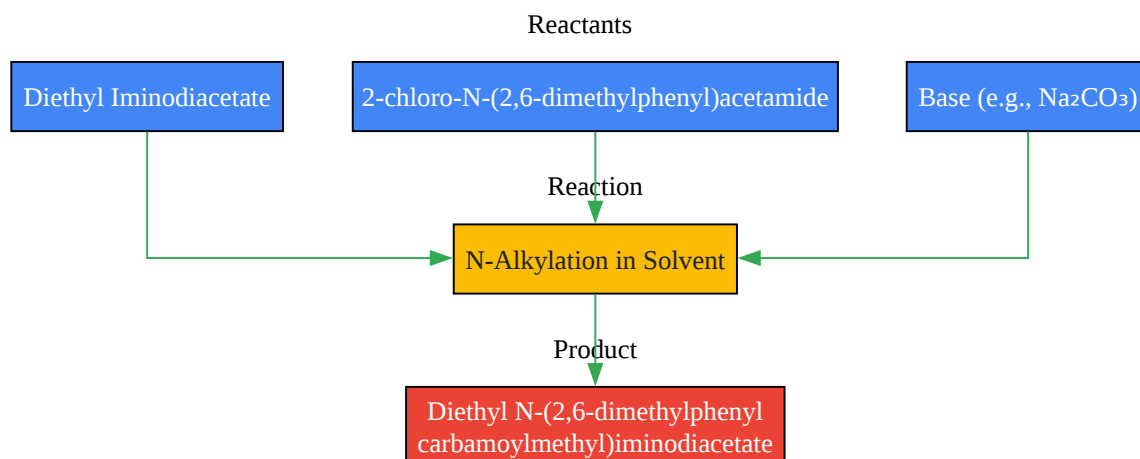 Reactants
Diethyl Iminodiacetate
2-chloro-N-(2,6-dimethylphenyl)acetamide
Base (e.g., Na₂CO₃)
Reaction
N-Alkylation in Solvent
Product
Diethyl N-(2,6-dimethylphenyl
carbamoylmethyl)iminodiacetate